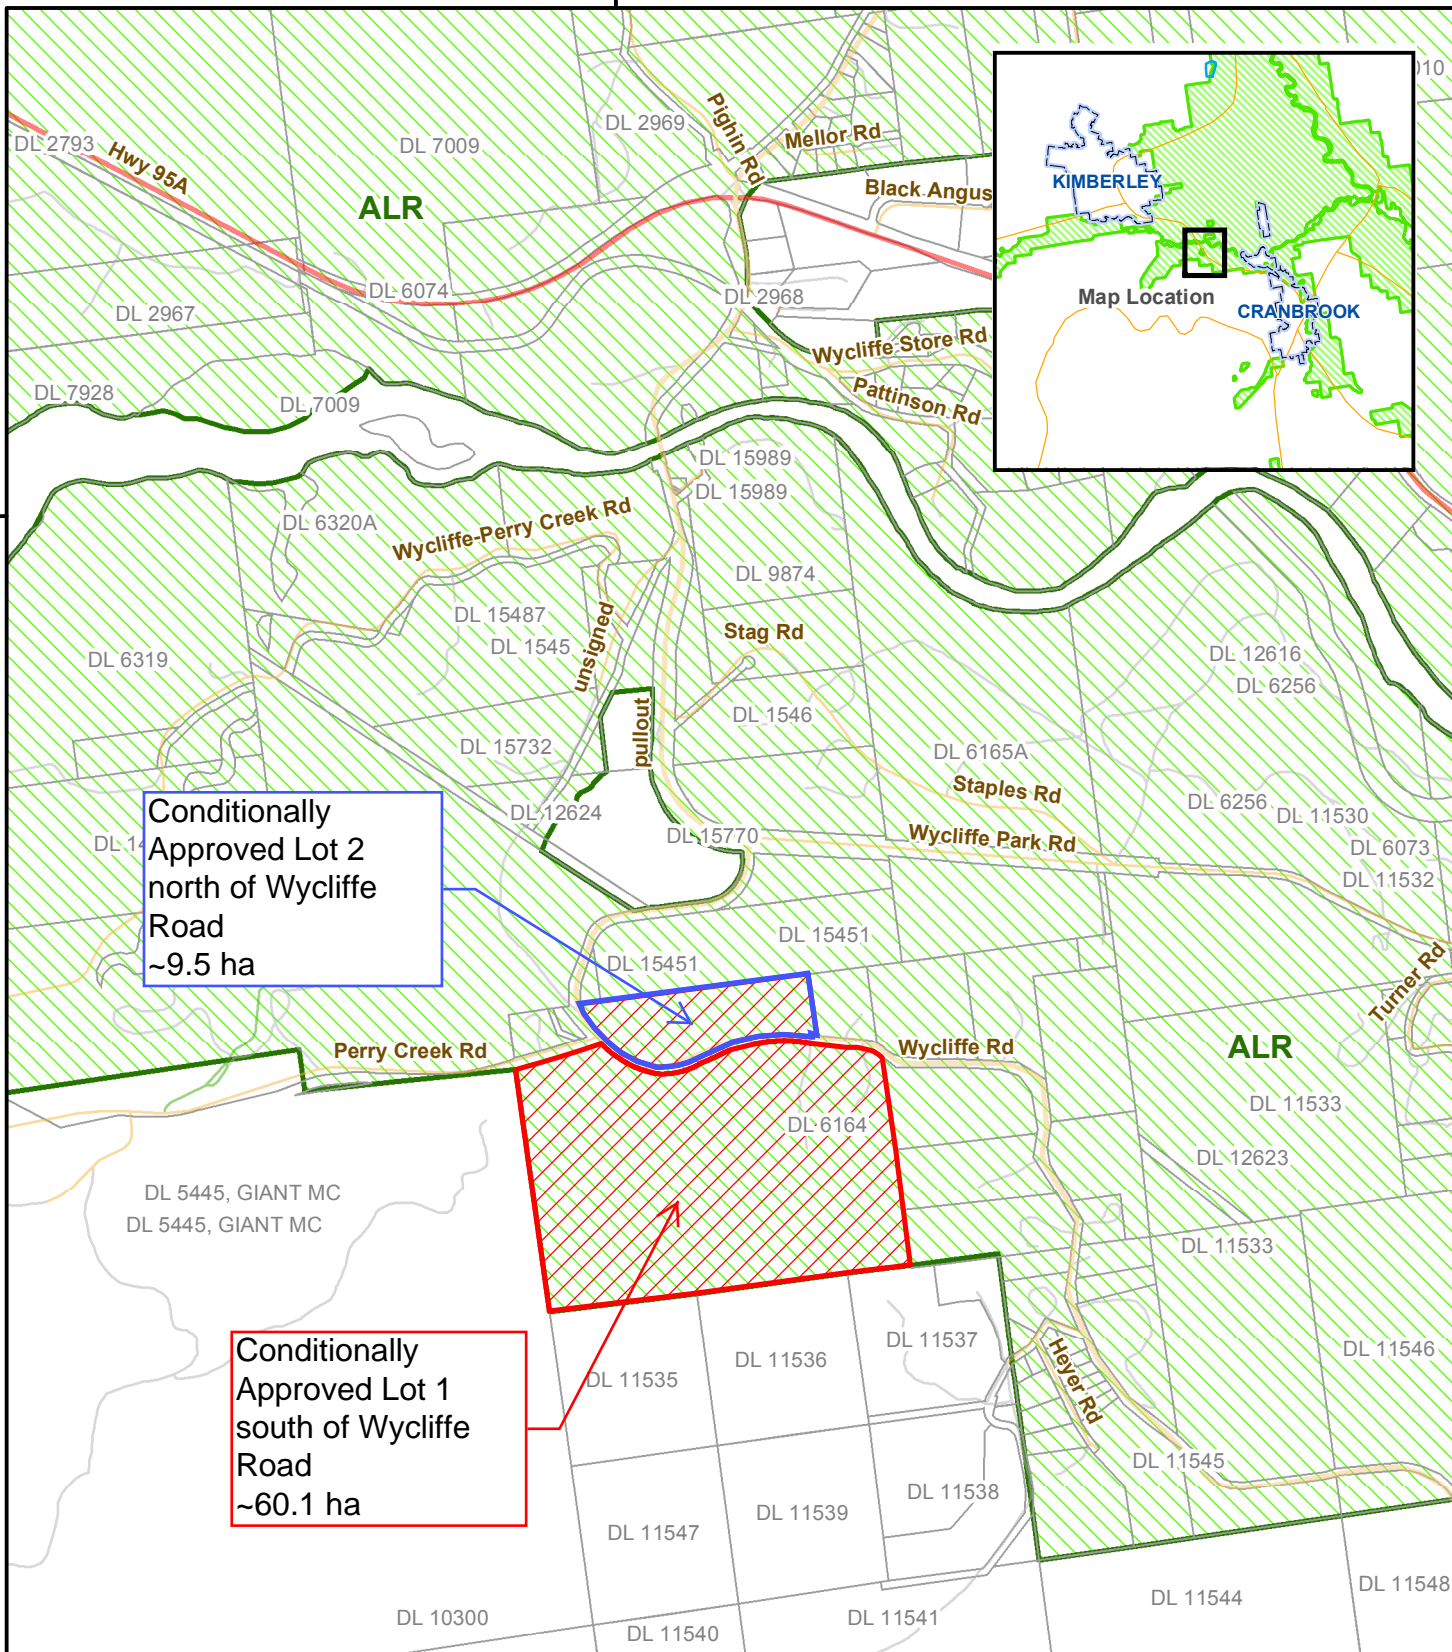 DL 2793
Hwy 95A
DL 7009
ALR
DL 2969
Pighin Rd
Mellor Rd
Black Angus
010
KIMBERLEY
Map Location
CRANBROOK
DL 2967
DL 6074
DL 2968
Wycliffe Store Rd
Pattinson Rd
DL 7928
DL 7009
DL 15989
DL 15989
DL 6320A
Wycliffe-Perry Creek Rd
DL 9874
DL 15487
DL 1545
unsigned
Stag Rd
DL 6319
DL 12616
DL 6256
pullout
DL 1546
DL 15732
DL 6165A
Staples Rd
DL 6256
DL 11530
DL 12624
DL 15770
Wycliffe Park Rd
DL 6073
DL 11532
DL 14
Conditionally
Approved Lot 2
north of Wycliffe
Road
~9.5 ha
DL 15451
DL 15451
Turner Rd
Perry Creek Rd
Wycliffe Rd
ALR
DL 6164
DL 11533
DL 12623
DL 5445, GIANT MC
DL 5445, GIANT MC
DL 11533
Conditionally
Approved Lot 1
south of Wycliffe
Road
~60.1 ha
DL 11535
DL 11536
DL 11537
Heyer Rd
DL 11546
DL 11545
DL 11547
DL 11539
DL 11538
DL 10300
DL 11540
DL 11541
DL 11544
DL 11548